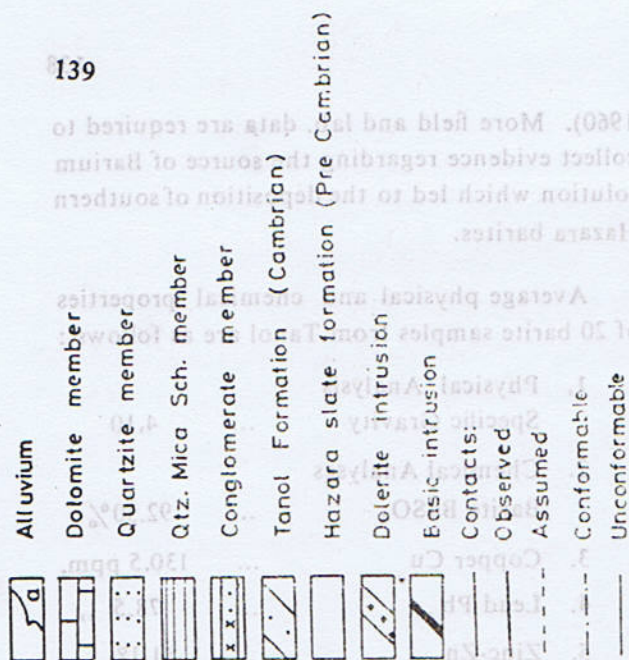 139
a
Alluvium
Dolomite member
Quartzite member
Qtz. Mica Sch. member
Conglomerate member
Tanol Formation (Cambrian)
Hazara slate formation (Pre Cambrian)
Dolerite intrusion
Basic intrusion
Contacts:
Observed
Assumed
Conformable
Unconformable
1960). More field and lab. data are required to
collect evidence regarding the source of Barium
solution which led to the deposition of southern
Hazara barites.
Average physical and chemical properties
of 20 barite samples from Tanol are as follows:
1. Physical Analysis
Specific Gravity ... 4.10
Chemical Analyses
3. Copper Cu ... 130.5 ppm.
Lead Pb
Zinc-Zn